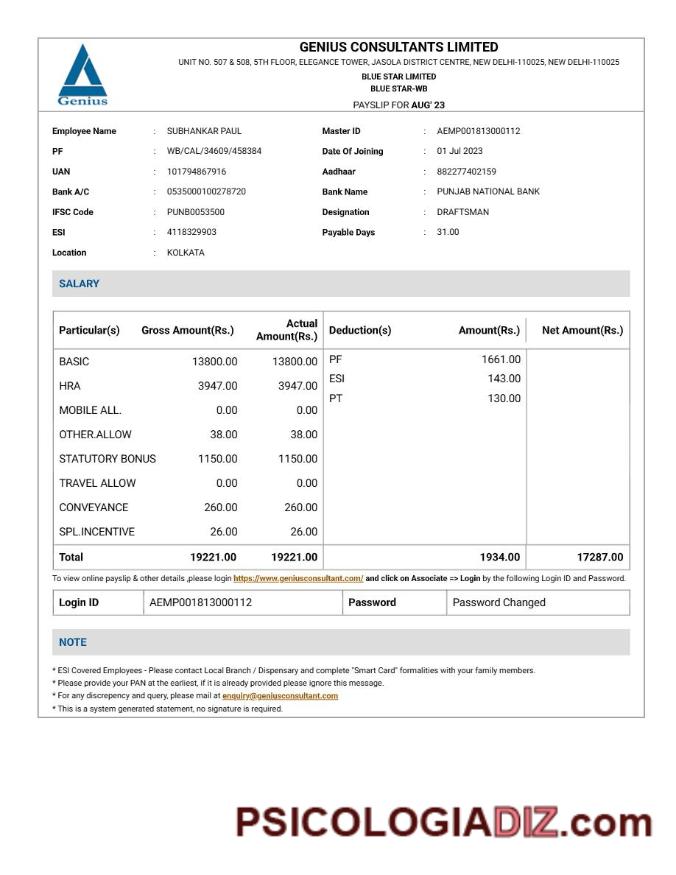 Genius
GENIUS CONSULTANTS LIMITED
UNIT NO. 507 & 508, 5TH FLOOR, ELEGANCE TOWER, JASOLA DISTRICT CENTRE, NEW DELHI-110025, NEW DELHI-110025
BLUE STAR LIMITED
BLUE STAR-WB
PAYSLIP FOR AUG' 23
Employee Name : SUBHANKAR PAUL Master ID : AEMP001813000112
PF : WB/CAL/34609/458384 Date Of Joining : 01 Jul 2023
UAN : 101794867916 Aadhaar : 882277402159
Bank A/C : 0535000100278720 Bank Name : PUNJAB NATIONAL BANK
IFSC Code : PUNB0053500 Designation : DRAFTSMAN
ESI : 4118329903 Payable Days : 31.00
Location : KOLKATA
SALARY
Particular(s) Gross Amount(Rs.) Actual Amount(Rs.) Deduction(s) Amount(Rs.) Net Amount(Rs.)
BASIC 13800.00 13800.00 PF 1661.00
HRA 3947.00 3947.00 ESI 143.00
MOBILE ALL. 0.00 0.00 PT 130.00
OTHER.ALLOW 38.00 38.00
STATUTORY BONUS 1150.00 1150.00
TRAVEL ALLOW 0.00 0.00
CONVEYANCE 260.00 260.00
SPL.INCENTIVE 26.00 26.00
Total 19221.00 19221.00 1934.00 17287.00
To view online payslip & other details ,please login https://www.geniusconsultant.com/ and click on Associate => Login by the following Login ID and Password.
Login ID AEMP001813000112 Password Password Changed
NOTE
* ESI Covered Employees - Please contact Local Branch / Dispensary and complete "Smart Card" formalities with your family members.
* Please provide your PAN at the earliest, if it is already provided please ignore this message.
* For any discrepency and query, please mail at enquiry@geniusconsultant.com
* This is a system generated statement, no signature is required.
PSICOLOGIADIZ.com